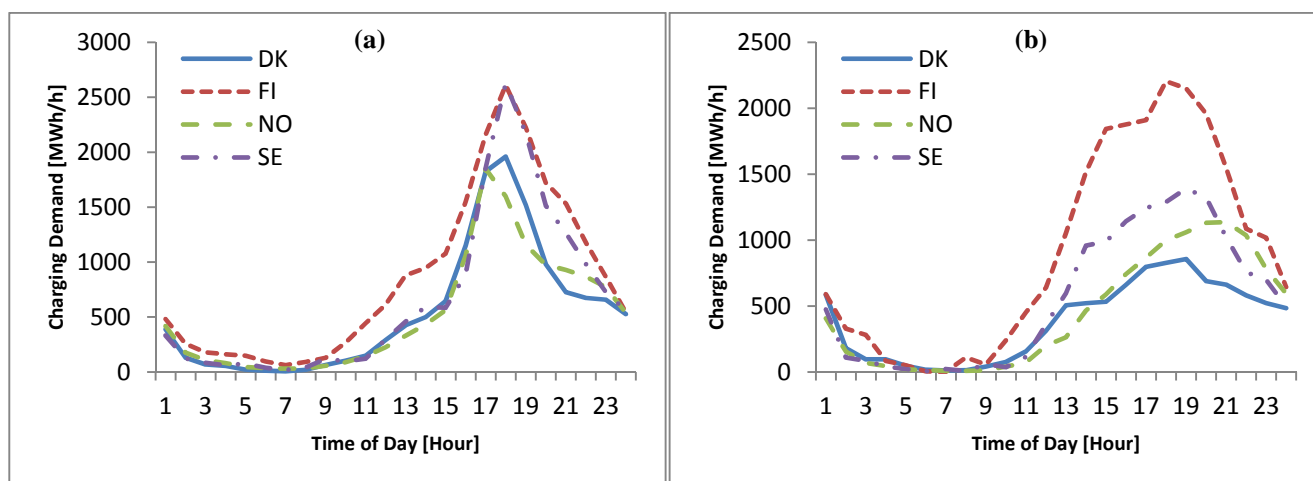 (a)
3000
2500
2000
1500
1000
500
0
Charging Demand [MWh/h]
DK
FI
NO
SE
1 3 5 7 9 11 13 15 17 19 21 23
Time of Day [Hour]
(b)
2500
2000
1500
1000
500
0
Charging Demand [MWh/h]
DK
FI
NO
SE
1 3 5 7 9 11 13 15 17 19 21 23
Time of Day [Hour]